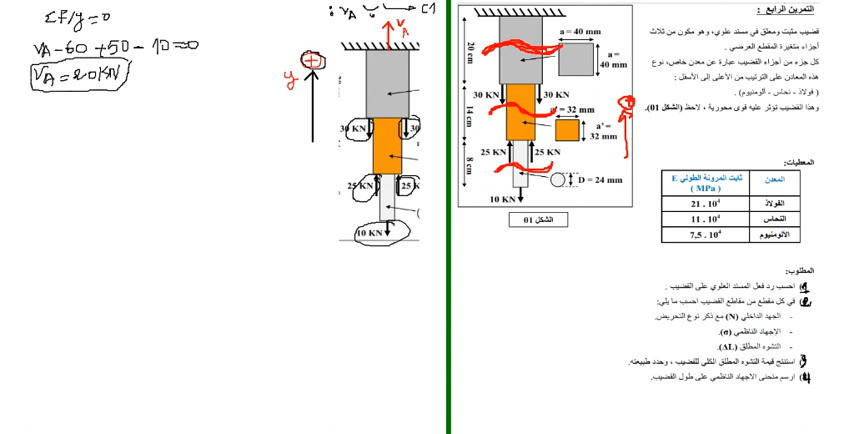 ΣF/y = 0
VA - 60 + 50 - 10 = 0
VA = 20 KN
VA
y
+
30 KN
30
25 KN
25 K
10 KN
20 cm
14 cm
8 cm
a = 40 mm
a = 40 mm
30 KN
30 KN
a' = 32 mm
a' = 32 mm
25 KN
25 KN
D = 24 mm
10 KN
الشكل 01
التمرين الرابع :
قضيب مثبت ومعلق في مسند علوي، وهو مكون من ثلاث
أجزاء متغيرة المقطع العرضي .
كل جزء من أجزاء القضيب عبارة عن معدن خاص، نوع
هذه المعادن على الترتيب من الأعلى إلى الأسفل :
( فولاذ - نحاس - ألومنيوم ) .
وهذا القضيب تؤثر عليه قوى محورية ، لاحظ (الشكل 01).
المعطيات:
المعدن
ثابت المرونة الطولي E ( MPa )
الفولاذ
21 . 10⁴
النحاس
11 . 10⁴
الألومنيوم
7,5 . 10⁴
المطلوب:
1) احسب رد فعل المسند العلوي على القضيب .
2) في كل مقطع من مقاطع القضيب احسب ما يلي:
- الجهد الداخلي (N) مع ذكر نوع التحريض.
- الاجهاد الناظمي (σ).
- التشوه المطلق (ΔL).
3) استنتج قيمة التشوه المطلق الكلي للقضيب ، وحدد طبيعته.
4) ارسم منحنى الاجهاد الناظمي على طول القضيب.